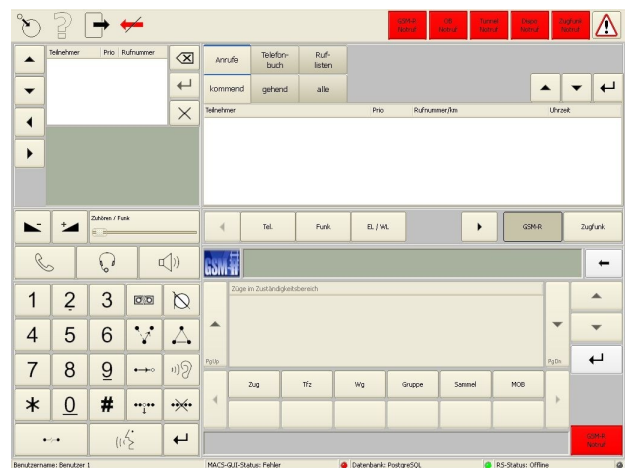 GSM-R Notruf
OB Notruf
Tunnel Notruf
Dispo Notruf
Zugfunk Notruf
Teilnehmer Prio Rufnummer
Anrufe
Telefon-
buch
Ruf-
listen
kommend
gehend
alle
Teilnehmer Prio Rufnummer/km Uhrzeit
Zuhören / Funk
Tel.
Funk
EL / WL
GSM-R
Zugfunk
GSM-R
Züge im Zuständigkeitsbereich
PgUp
PgDn
1 2 3
4 5 6
7 8 9
* 0 #
Zug
Tfz
Wg
Gruppe
Sammel
MOB
GSM-R
Notruf
Benutzername: Benutzer 1
MACS-GUI-Status: Fehler
Datenbank: PostgreSQL
RS-Status: Offline